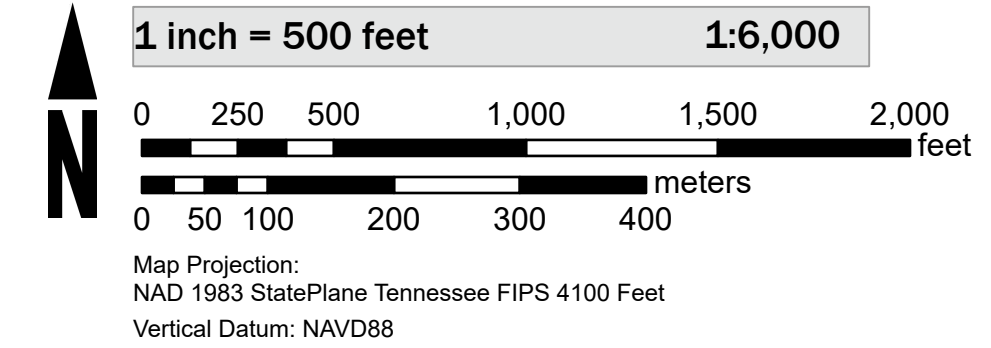 N
1 inch = 500 feet 1:6,000
0 250 500 1,000 1,500 2,000
feet
meters
0 50 100 200 300 400
Map Projection:
NAD 1983 StatePlane Tennessee FIPS 4100 Feet
Vertical Datum: NAVD88